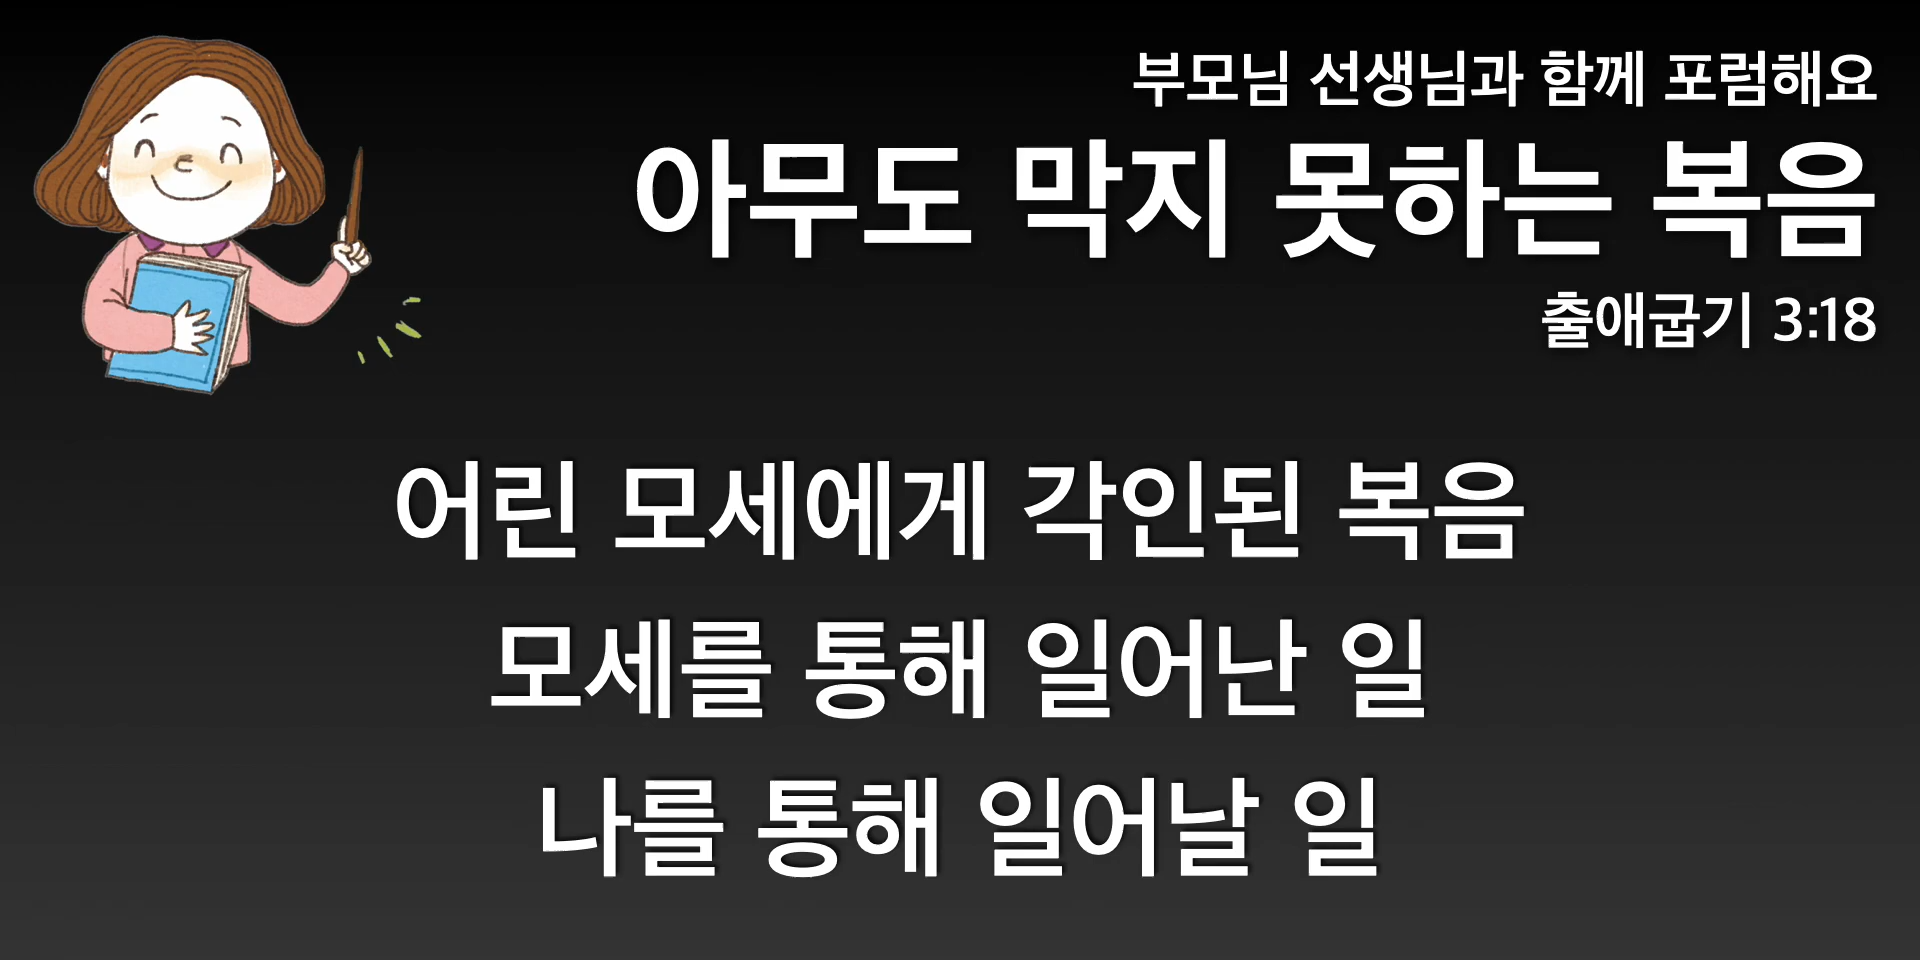 부모님 선생님과 함께 포럼해요
아무도 막지 못하는 복음
출애굽기 3:18
어린 모세에게 각인된 복음
모세를 통해 일어난 일
나를 통해 일어날 일